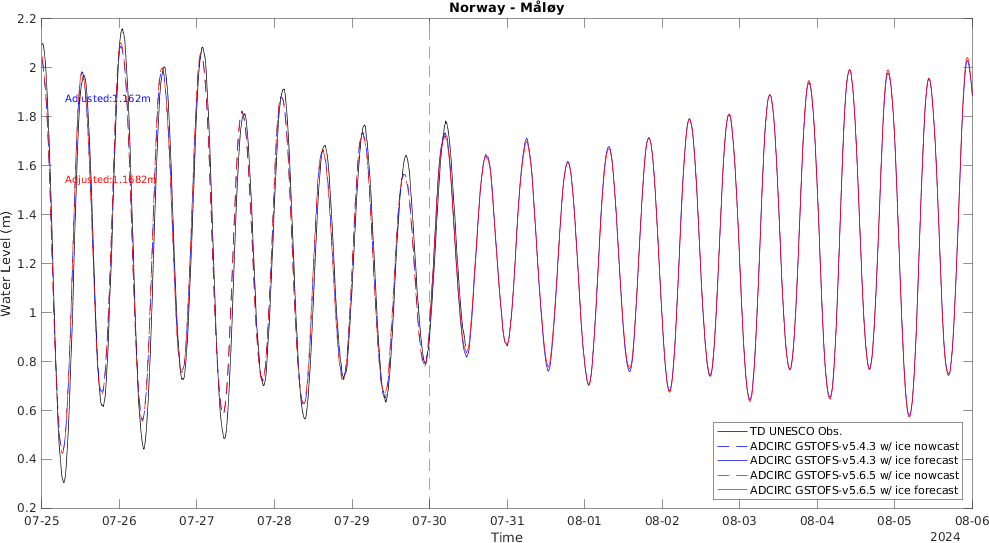 Norway - Måløy
2.2
2
1.8
1.6
1.4
1.2
1
0.8
0.6
0.4
0.2
Water Level (m)
Adjusted:1.162m
Adjusted:1.1682m
TD UNESCO Obs.
ADCIRC GSTOFS-v5.4.3 w/ ice nowcast
ADCIRC GSTOFS-v5.4.3 w/ ice forecast
ADCIRC GSTOFS-v5.6.5 w/ ice nowcast
ADCIRC GSTOFS-v5.6.5 w/ ice forecast
07-25 07-26 07-27 07-28 07-29 07-30 07-31 08-01 08-02 08-03 08-04 08-05 08-06
Time
2024